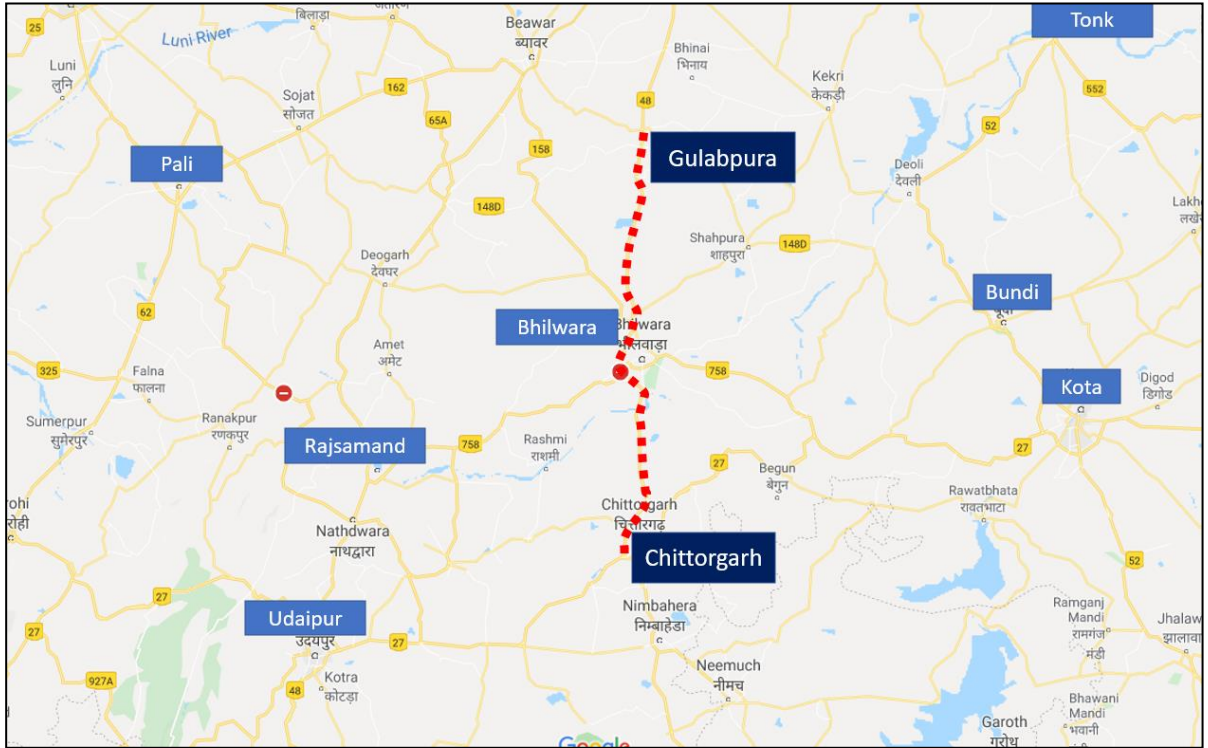 Tonk
25
बिलाड़ा
Luni River
Beawar
ब्यावर
Bhinai
भिनाय
Luni
लुनि
Sojat
सोजत
162
48
Kekri
केकड़ी
552
65A
52
Pali
158
Gulabpura
Deoli
देवली
148D
Shahpura
शाहपुरा
148D
Deogarh
देवघर
Bundi
62
Bhilwara
Bhilwara
भीलवाड़ा
Amet
अमेट
325
Falna
फालना
758
Kota
Digod
डिगोड
Ranakpur
रणकपुर
Sumerpur
सुमेरपुर
Rajsamand
758
Rashmi
राशमी
27
27
Begun
बेगुन
Rawatbhata
रावतभाटा
Chittorgarh
चित्तौरगढ़
Nathdwara
नाथद्वारा
Chittorgarh
52
27
Nimbahera
निम्बाहेडा
Ramganj
Mandi
रामगंज
मंडी
Udaipur
उदयपुर
27
27
Neemuch
नीमच
927A
48
Kotra
कोटड़ा
Bhawani
Mandi
भवानी
मंडी
Garoth
गरोथ
Google